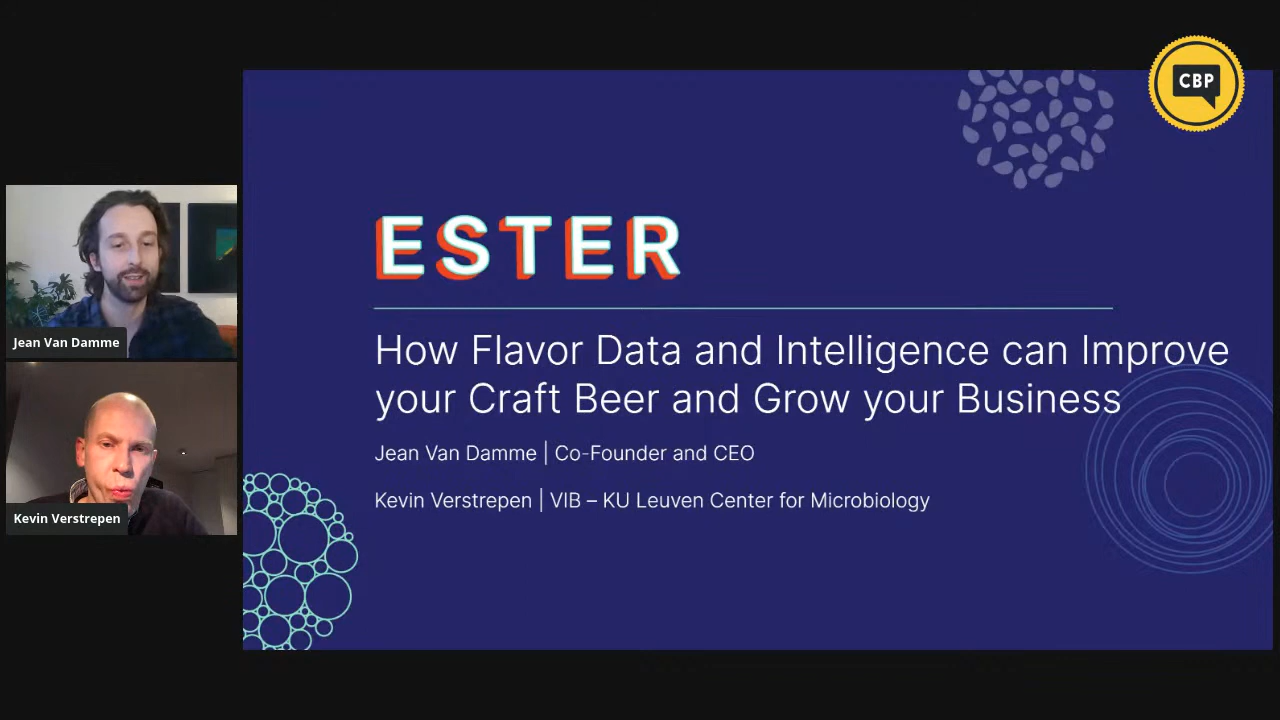 CBP
ESTER
How Flavor Data and Intelligence can Improve
your Craft Beer and Grow your Business
Jean Van Damme | Co-Founder and CEO
Kevin Verstrepen | VIB – KU Leuven Center for Microbiology
Jean Van Damme
Kevin Verstrepen